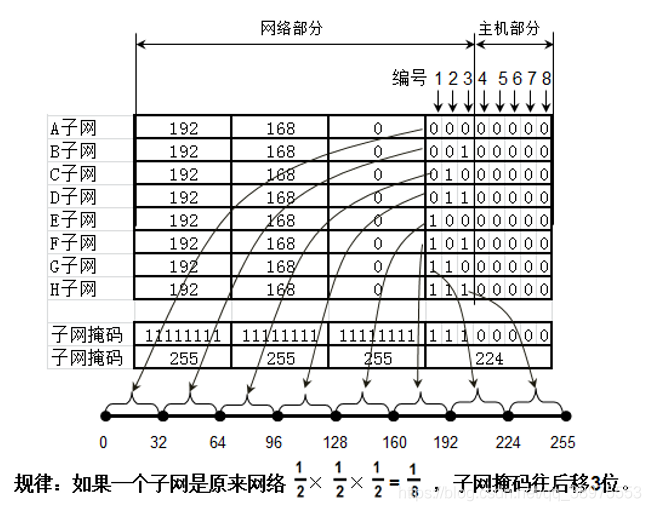 网络部分 主机部分
编号 1 2 3 4 5 6 7 8
A子网 192 168 0 0 0 0 0 0 0 0 0
B子网 192 168 0 0 0 1 0 0 0 0 0
C子网 192 168 0 0 1 0 0 0 0 0 0
D子网 192 168 0 0 1 1 0 0 0 0 0
E子网 192 168 0 1 0 0 0 0 0 0 0
F子网 192 168 0 1 0 1 0 0 0 0 0
G子网 192 168 0 1 1 0 0 0 0 0 0
H子网 192 168 0 1 1 1 0 0 0 0 0
子网掩码 11111111 11111111 11111111 1 1 1 0 0 0 0 0
子网掩码 255 255 255 224
0 32 64 96 128 160 192 224 255
规律：如果一个子网是原来网络 1/2 × 1/2 × 1/2 = 1/8 ，子网掩码往后移3位。